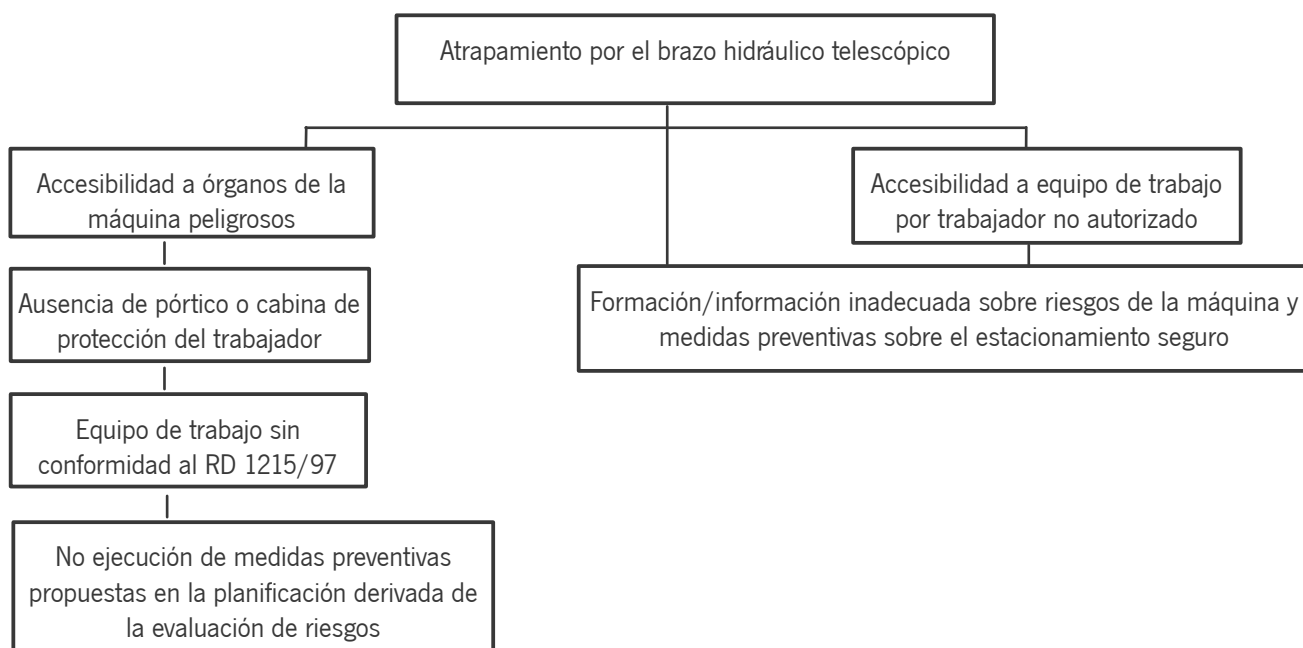 Atrapamiento por el brazo hidráulico telescópico
Accesibilidad a órganos de la
máquina peligrosos
Accesibilidad a equipo de trabajo
por trabajador no autorizado
Ausencia de pórtico o cabina de
protección del trabajador
Formación/información inadecuada sobre riesgos de la máquina y
medidas preventivas sobre el estacionamiento seguro
Equipo de trabajo sin
conformidad al RD 1215/97
No ejecución de medidas preventivas
propuestas en la planificación derivada de
la evaluación de riesgos